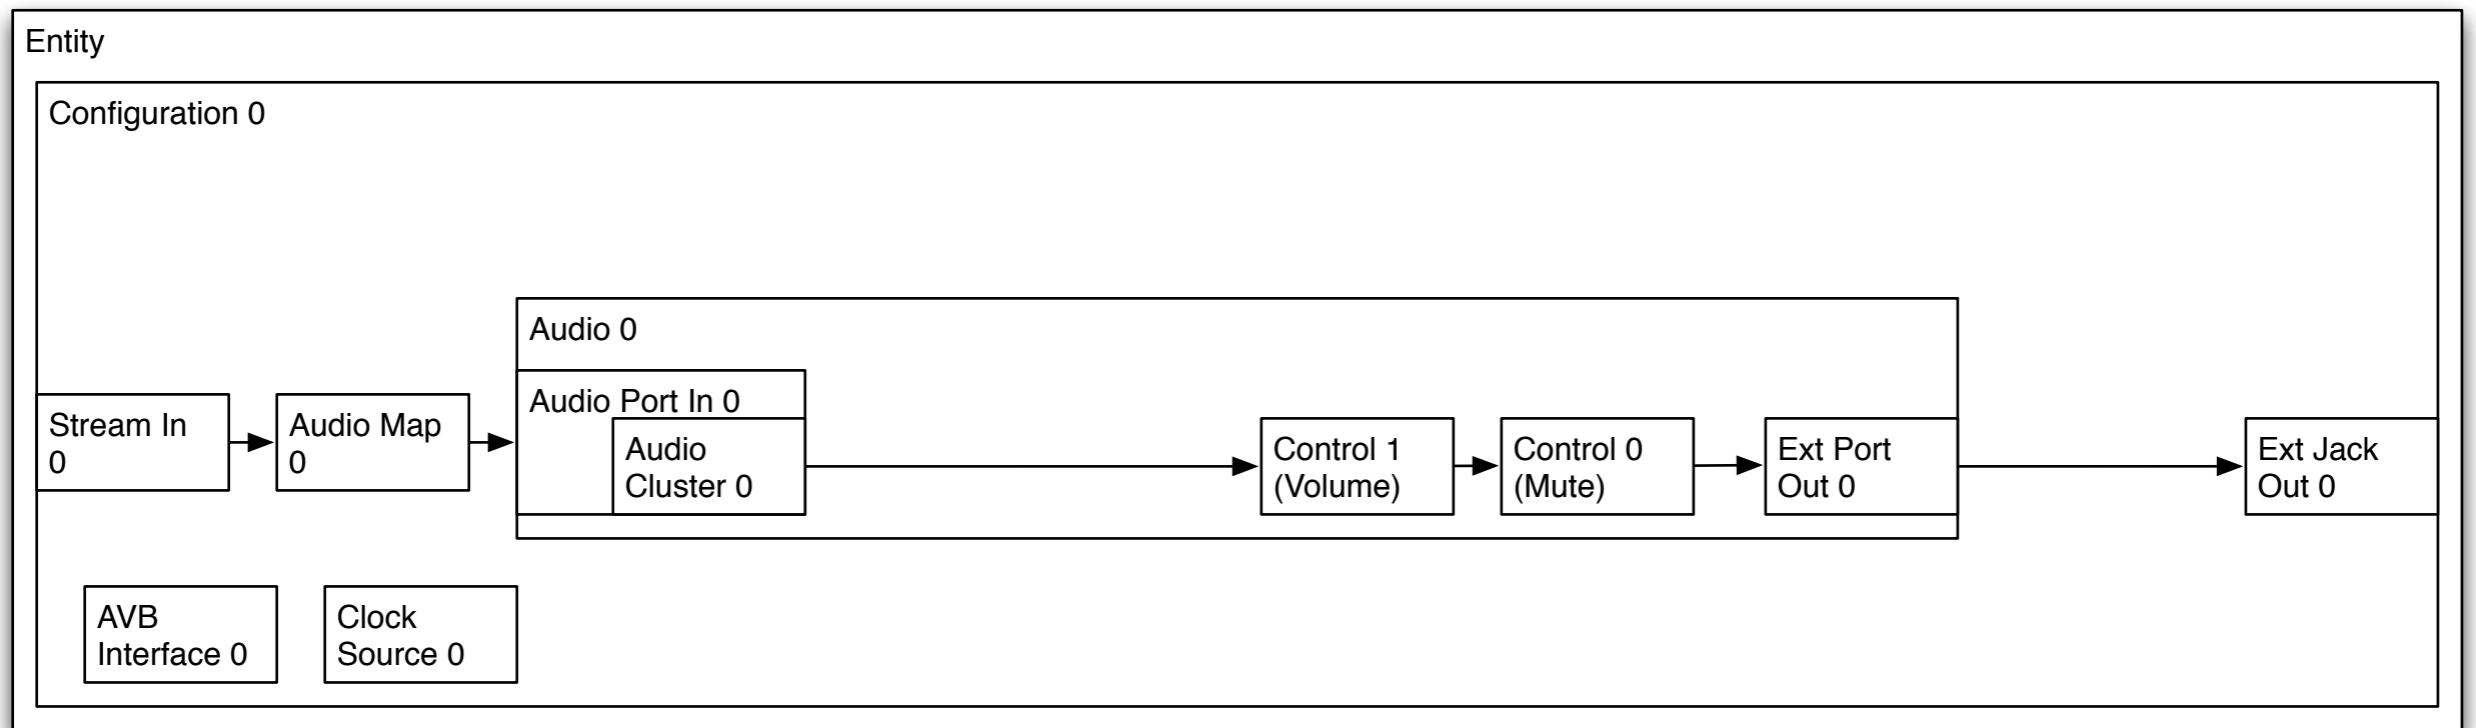 Entity
Configuration 0
Audio 0
Audio Port In 0
Stream In
0
Audio Map
0
Audio
Cluster 0
Control 1
(Volume)
Control 0
(Mute)
Ext Port
Out 0
Ext Jack
Out 0
AVB
Interface 0
Clock
Source 0